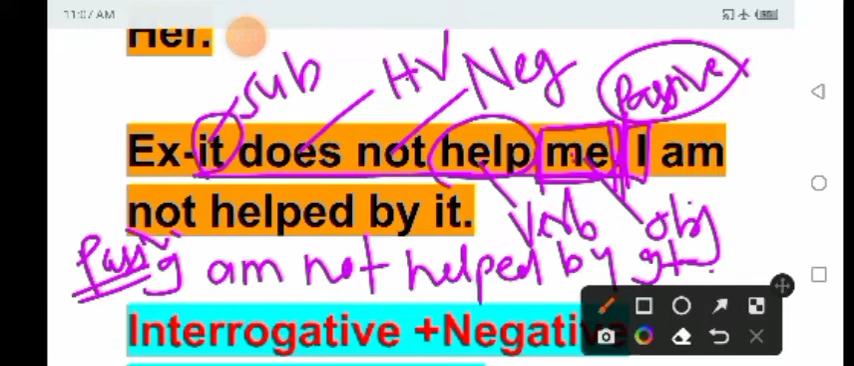 11:07 AM
Her.
Sub HV Neg Passive
Ex-it does not help me I am
not helped by it.
Verb obj
Passi I am not helped by it.
Interrogative +Negative